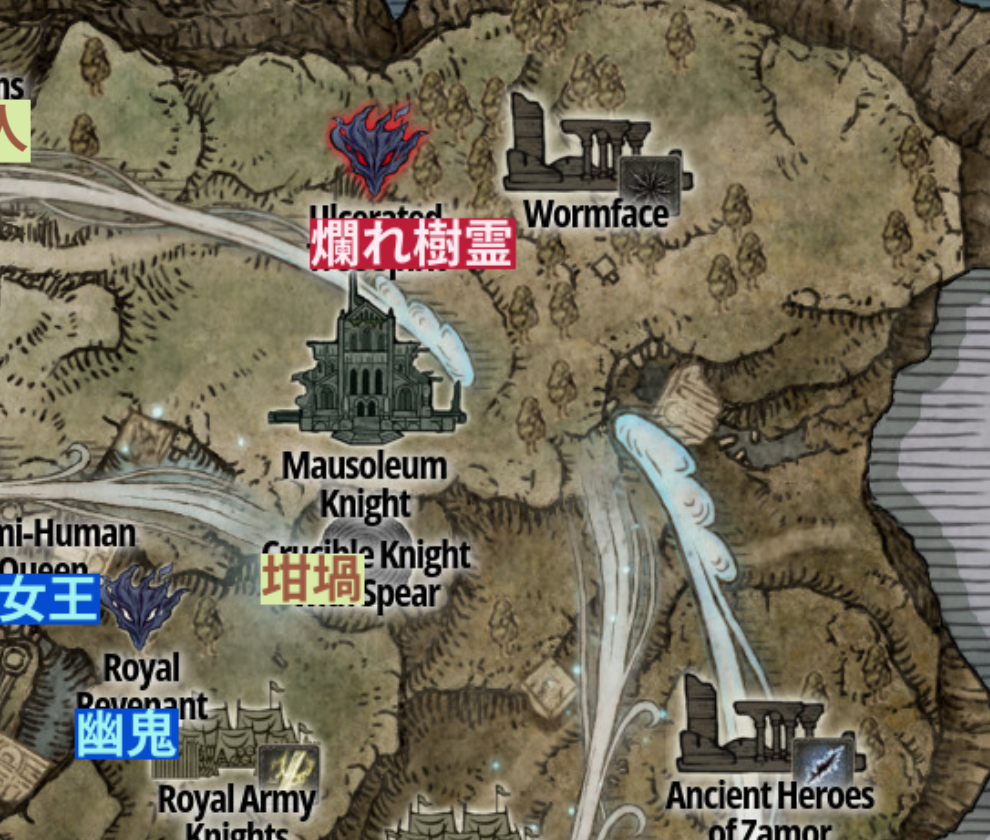 ns
人
Ulcerated
爛れ樹霊
Wormface
Mausoleum
Knight
Crucible Knight
坩堝
Spear
mi-Human
Queen
女王
Royal
Revenant
幽鬼
Royal Army
Knights
Ancient Heroes
of Zamor